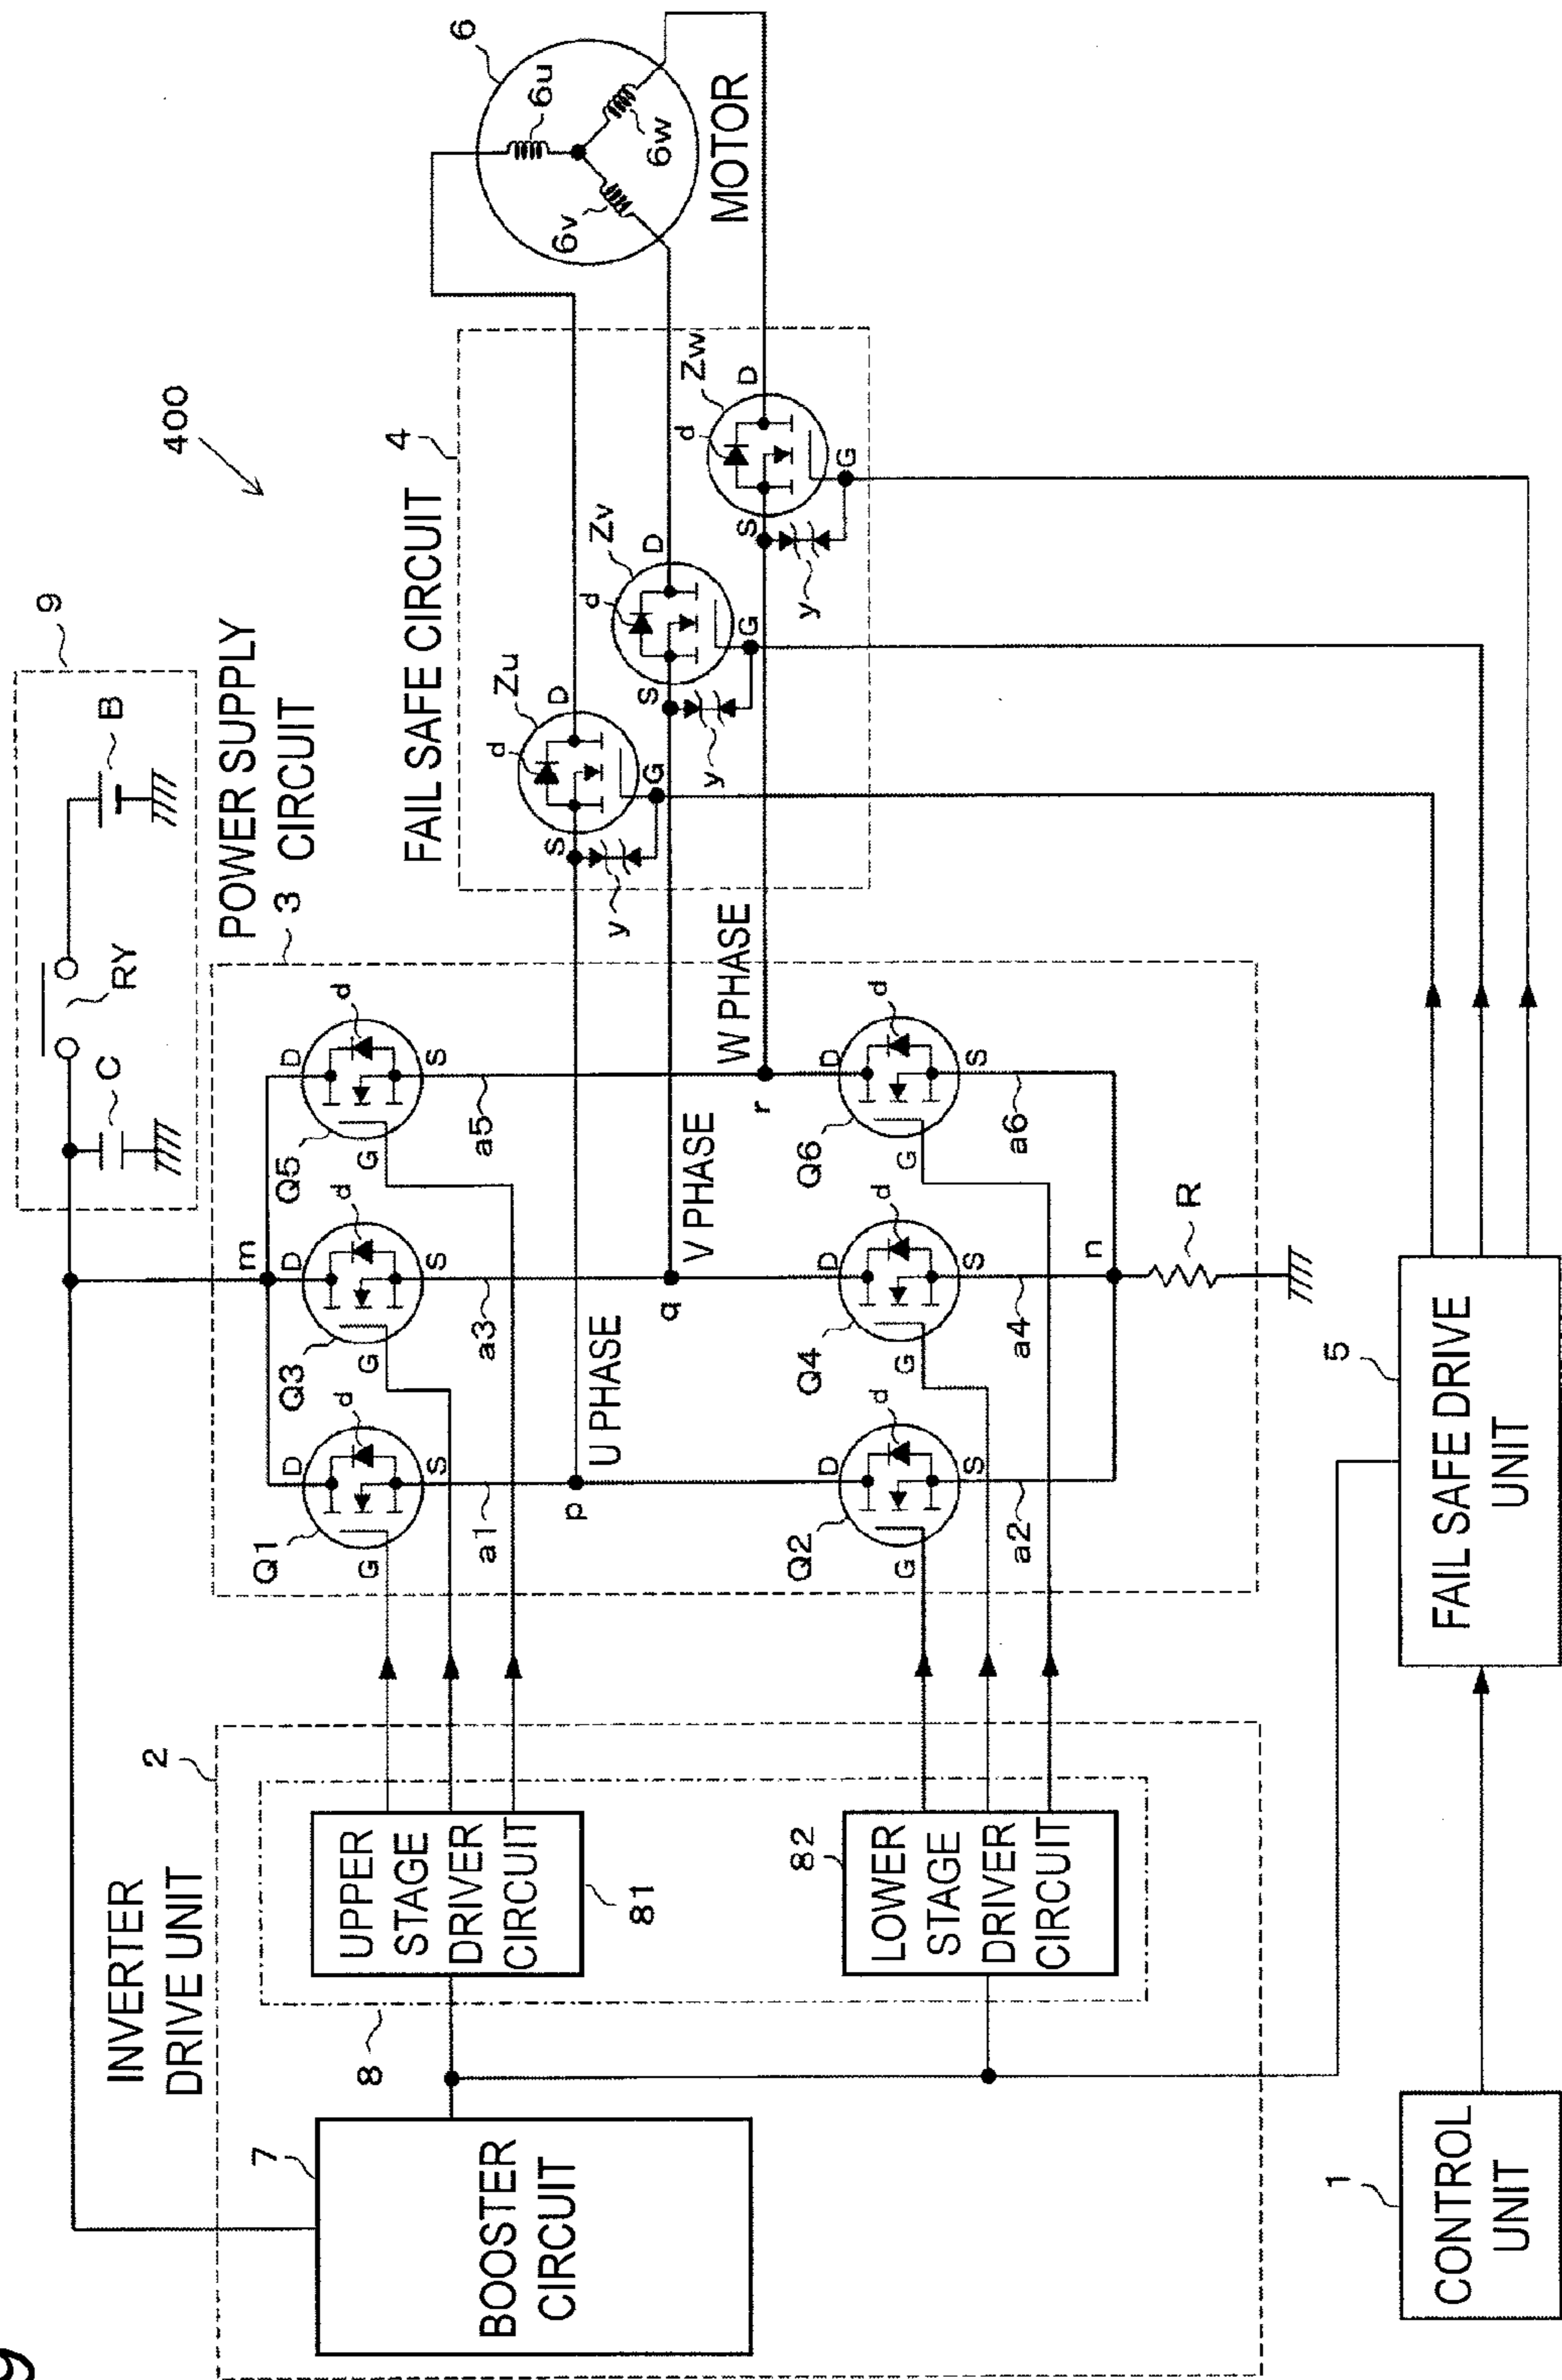 9
400
9
C
RY
B
POWER SUPPLY
CIRCUIT
3
INVERTER
DRIVE UNIT
2
7
BOOSTER
CIRCUIT
8
UPPER
STAGE
DRIVER
CIRCUIT
81
LOWER
STAGE
DRIVER
CIRCUIT
82
m
Q1
D
d
G
S
a1
Q3
D
d
G
S
a3
Q5
D
d
G
S
a5
p
U PHASE
q
V PHASE
r
W PHASE
Q2
D
d
G
S
a2
Q4
D
d
G
S
a4
Q6
D
d
G
S
a6
n
R
FAIL SAFE CIRCUIT
4
Zu
d
S
D
G
y
Zv
d
S
D
G
y
Zw
d
S
D
G
y
6
6u
6v
6w
MOTOR
1
CONTROL
UNIT
5
FAIL SAFE DRIVE
UNIT